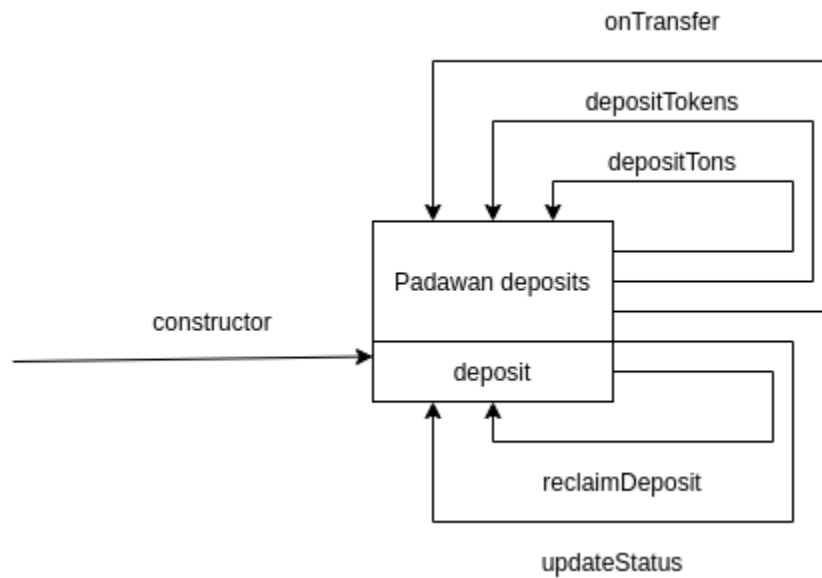 onTransfer
depositTokens
depositTons
Padawan deposits
constructor
deposit
reclaimDeposit
updateStatus